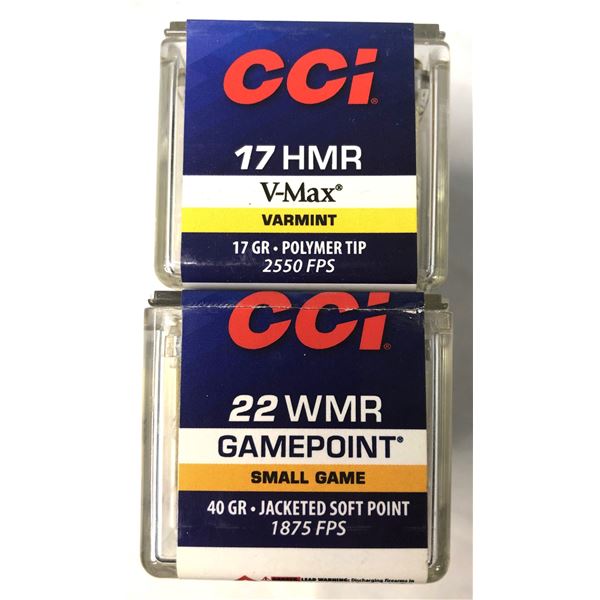 CCI®
17 HMR
V-Max®
VARMINT
17 GR • POLYMER TIP
2550 FPS
CCI®
22 WMR
GAMEPOINT®
SMALL GAME
40 GR • JACKETED SOFT POINT
1875 FPS
DANGER LEAD WARNING: Discharging firearms in